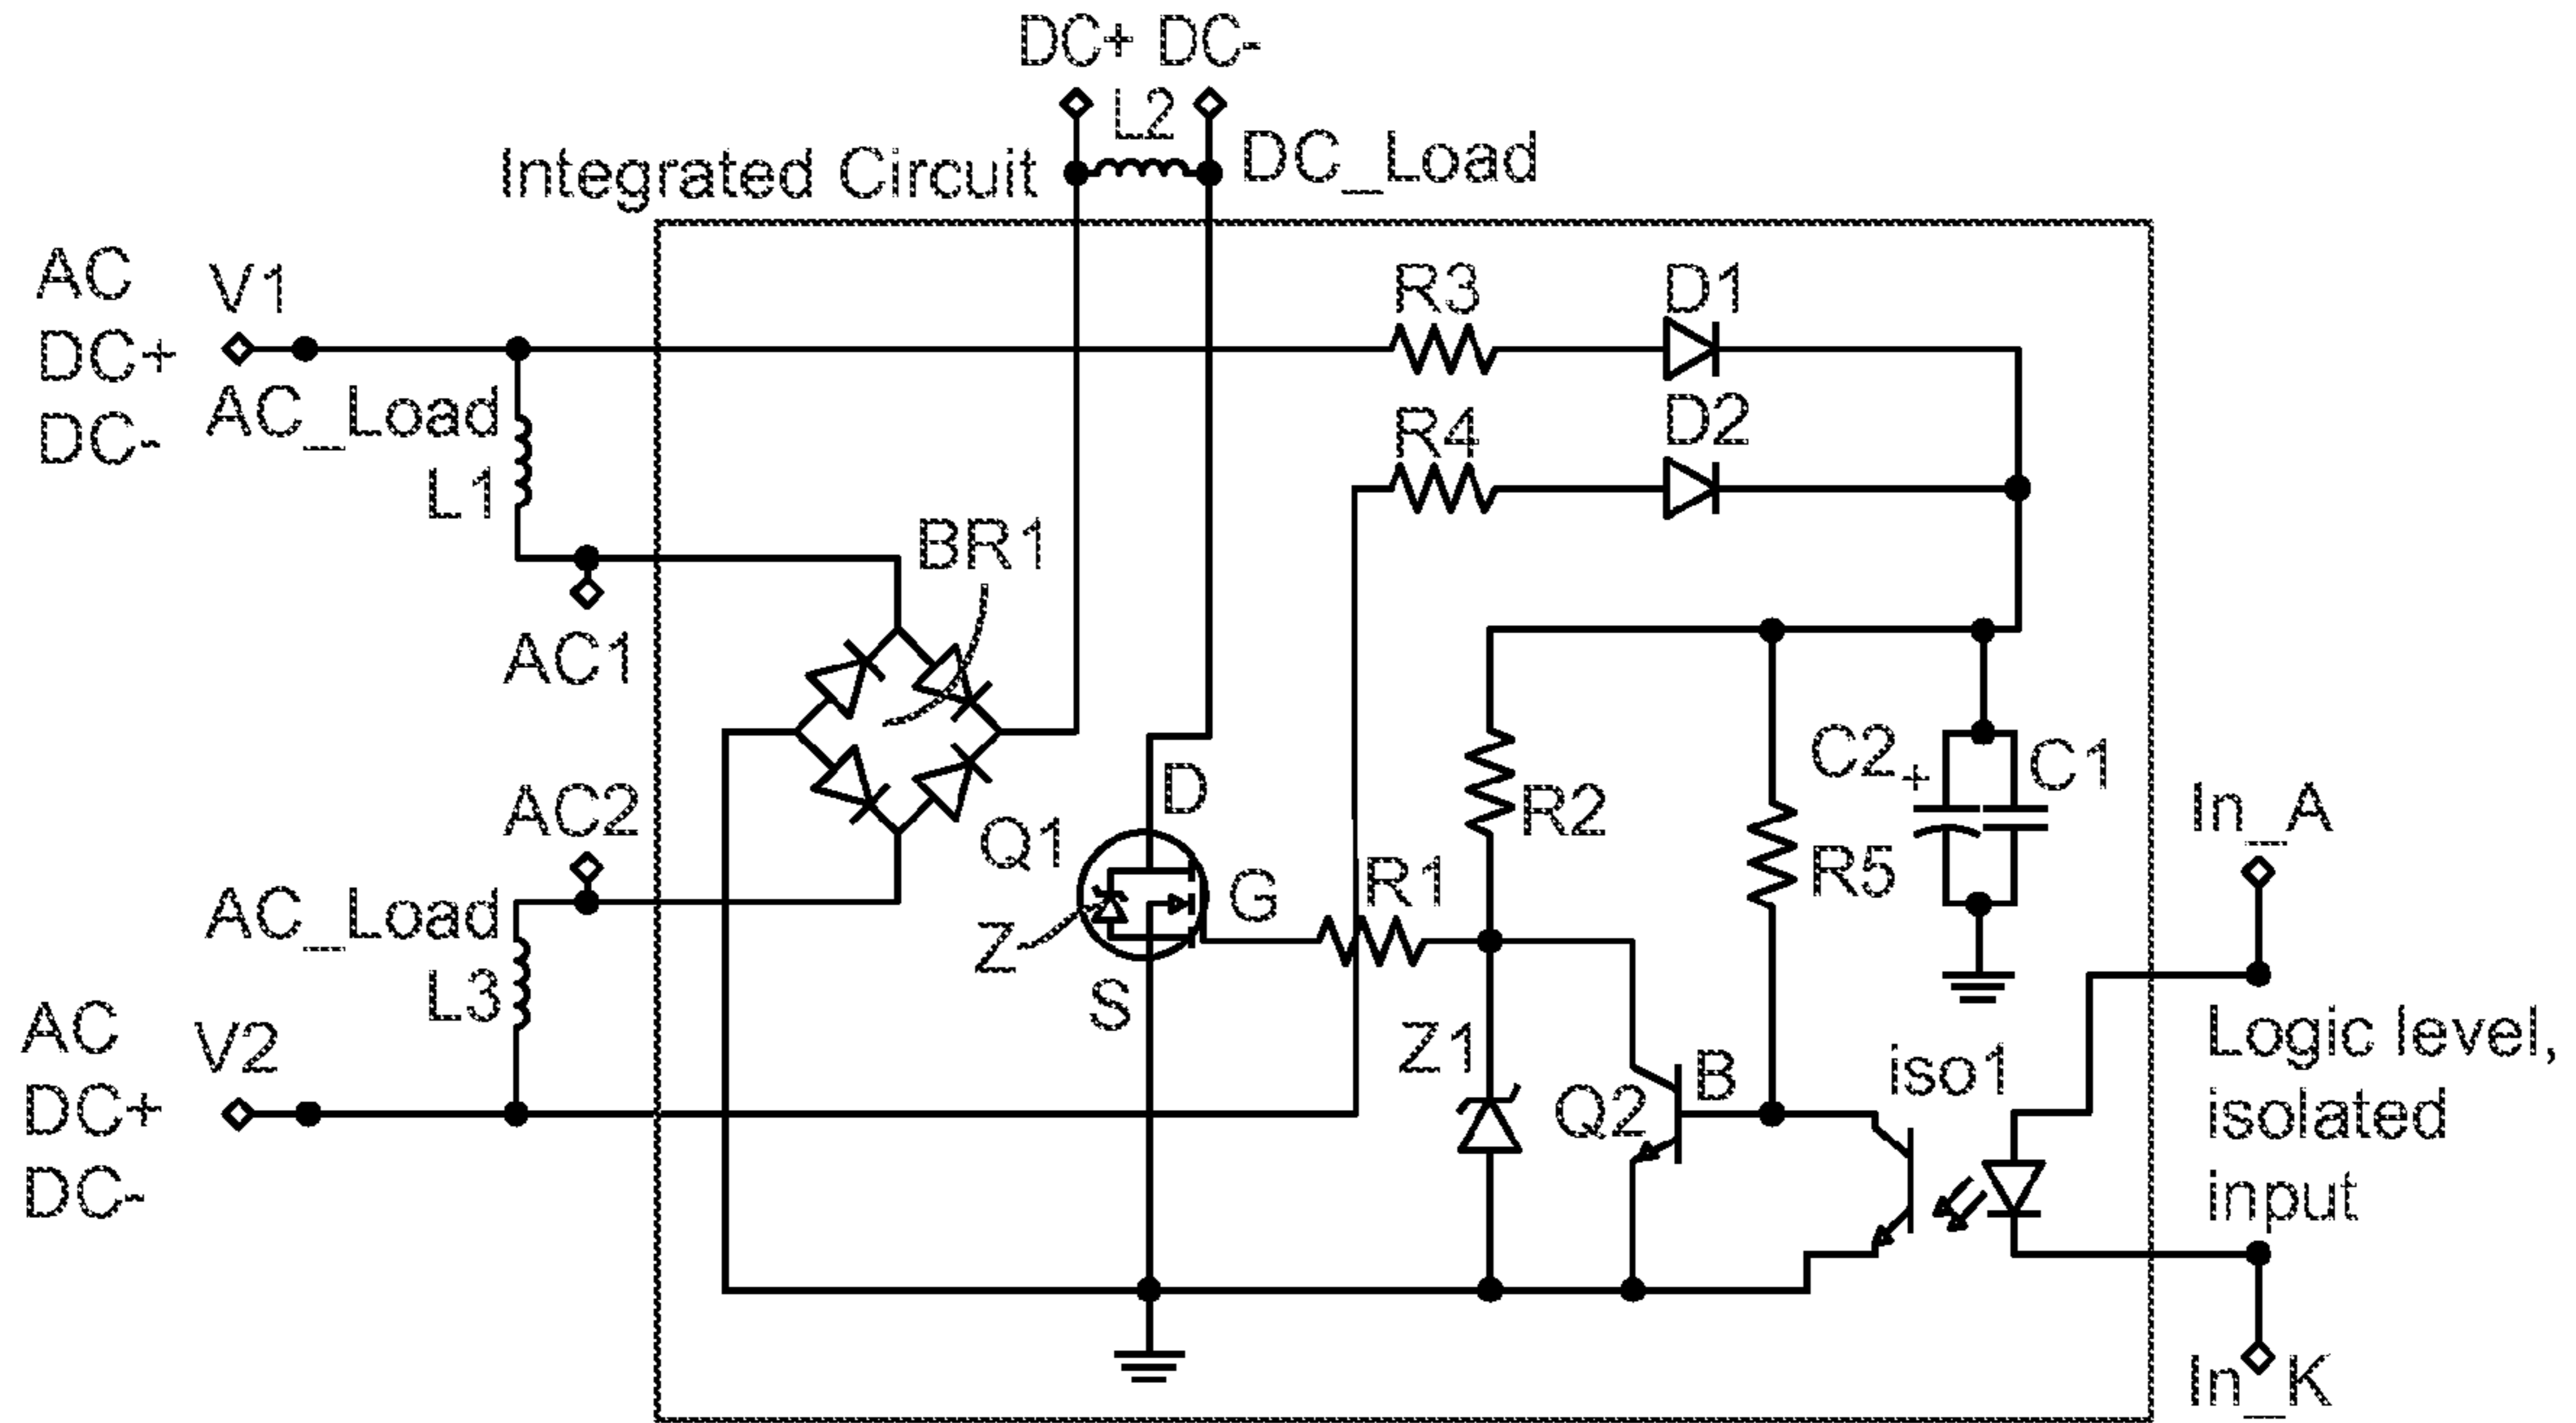 DC+ DC-
L2
Integrated Circuit
DC_Load
AC
DC+
DC-
V1
AC_Load
L1
R3
D1
R4
D2
BR1
AC1
AC2
AC_Load
L3
AC
DC+
DC-
V2
Q1
D
G
Z
S
R1
R2
R5
C2
+
C1
Z1
Q2
B
iso1
In_A
Logic level,
isolated
input
In_K